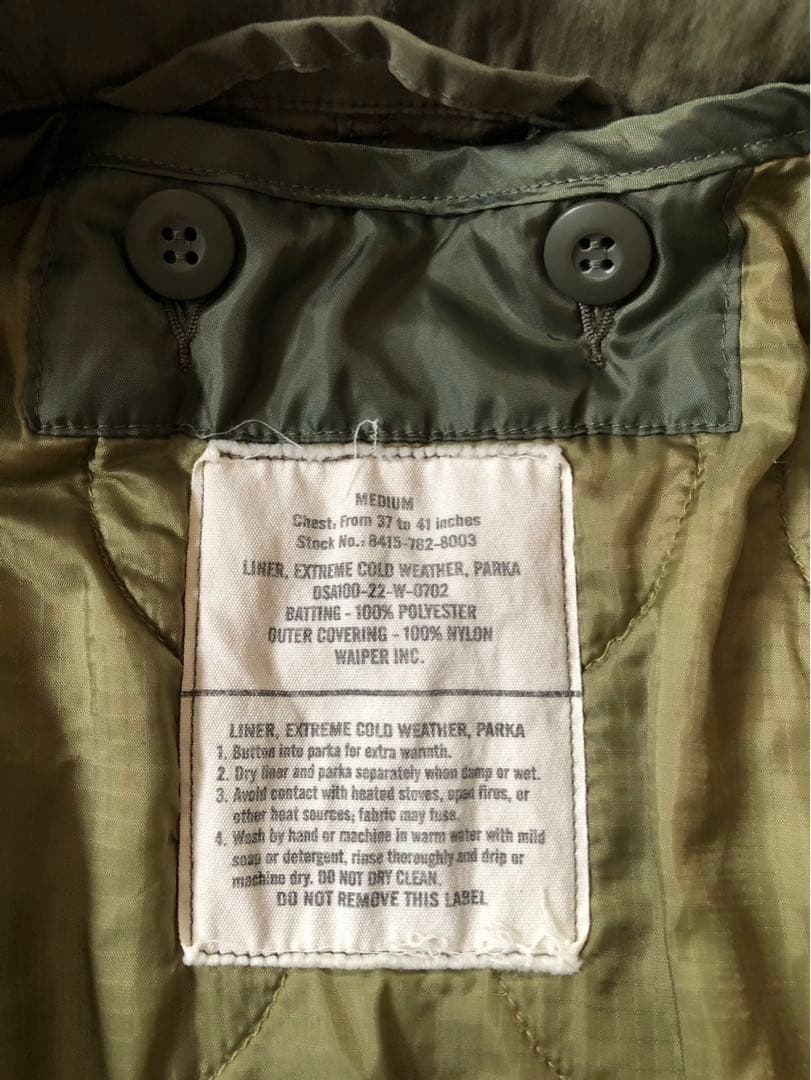 MEDIUM
Chest: From 37 to 41 inches
Stock No.: 8415-782-8003
LINER, EXTREME COLD WEATHER, PARKA
DSA100-22-W-0702
BATTING - 100% POLYESTER
OUTER COVERING - 100% NYLON
WAIPER INC.
LINER, EXTREME COLD WEATHER, PARKA
1. Button into parka for extra warmth.
2. Dry liner and parka separately when damp or wet.
3. Avoid contact with heated stoves, open fires, or
other heat sources; fabric may fuse.
4. Wash by hand or machine in warm water with mild
soap or detergent, rinse thoroughly and drip or
machine dry. DO NOT DRY CLEAN.
DO NOT REMOVE THIS LABEL